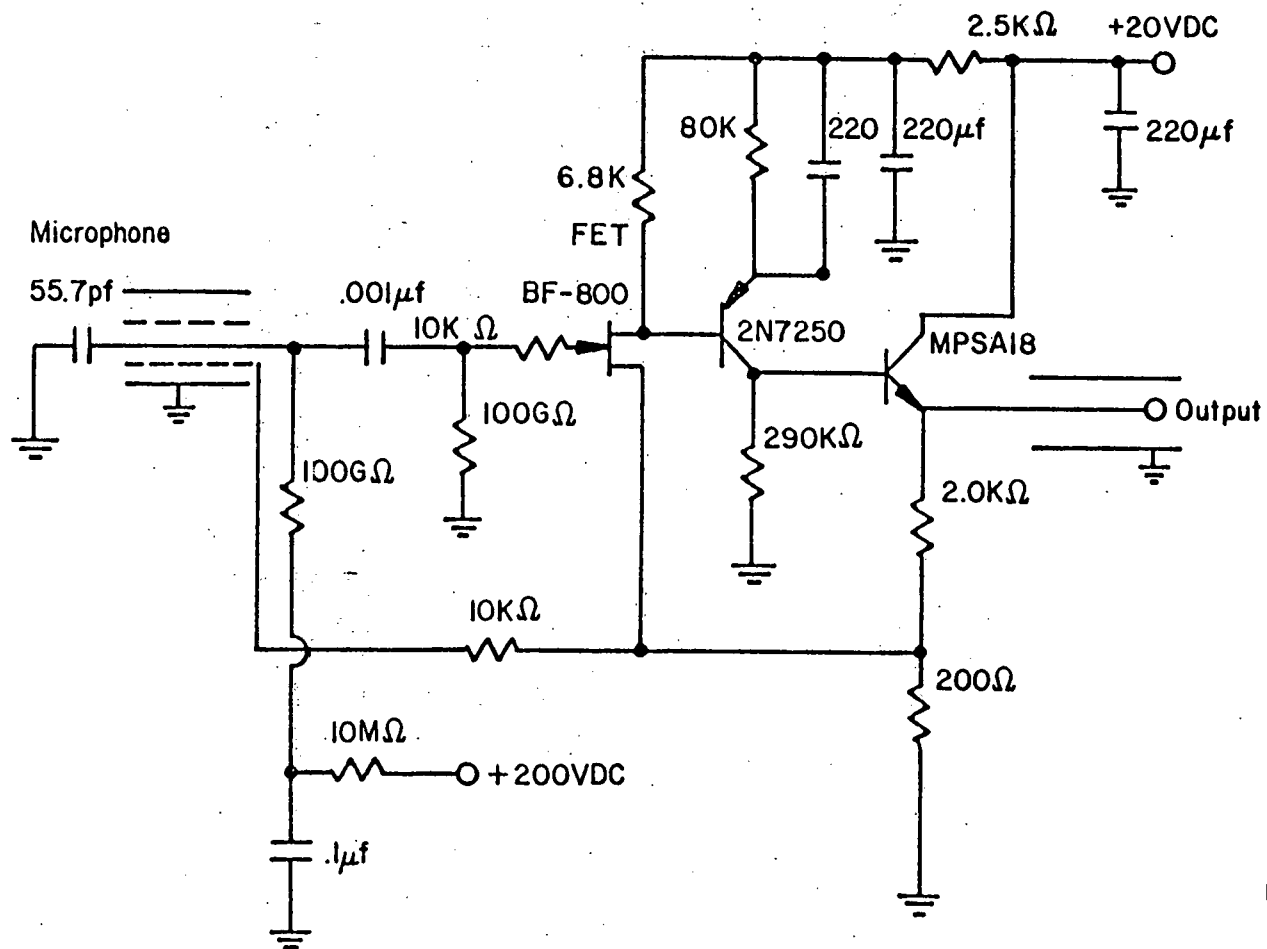 2.5KΩ
+20VDC
80K
220
220µf
220µf
6.8K
FET
Microphone
55.7pf
.001µf
BF-800
10K Ω
2N7250
MPSA18
Output
100GΩ
100GΩ
290KΩ
2.0KΩ
10KΩ
200Ω
10MΩ
+200VDC
.1µf